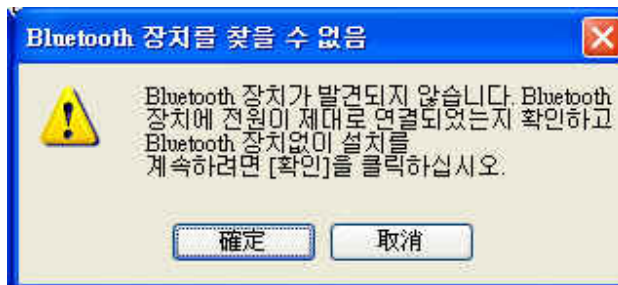 Bluetooth 장치를 찾을 수 없음
Bluetooth 장치가 발견되지 않습니다. Bluetooth
장치에 전원이 제대로 연결되었는지 확인하고
Bluetooth 장치없이 설치를
계속하려면 [확인]을 클릭하십시오.
確定 取消